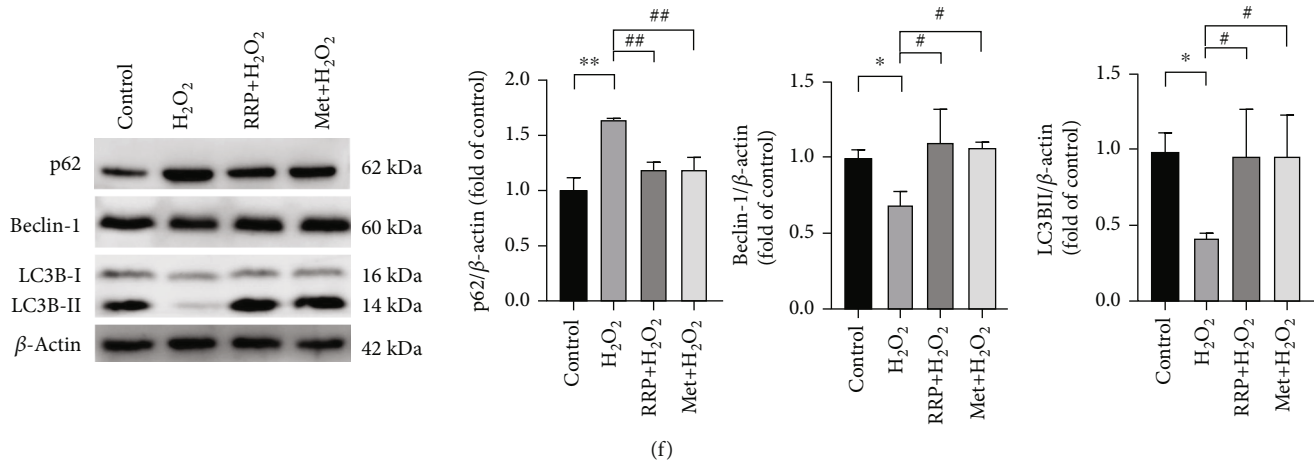 Control
H₂O₂
RRP+H₂O₂
Met+H₂O₂
p62
62 kDa
Beclin-1
60 kDa
LC3B-I
16 kDa
LC3B-II
14 kDa
β-Actin
42 kDa
p62/β-actin (fold of control)
2.0
1.5
1.0
0.5
0.0
**
##
##
Control
H₂O₂
RRP+H₂O₂
Met+H₂O₂
Beclin-1/β-actin
(fold of control)
1.5
1.0
0.5
0.0
*
#
#
Control
H₂O₂
RRP+H₂O₂
Met+H₂O₂
LC3BII/β-actin
(fold of control)
1.5
1.0
0.5
0.0
*
#
#
Control
H₂O₂
RRP+H₂O₂
Met+H₂O₂
(f)